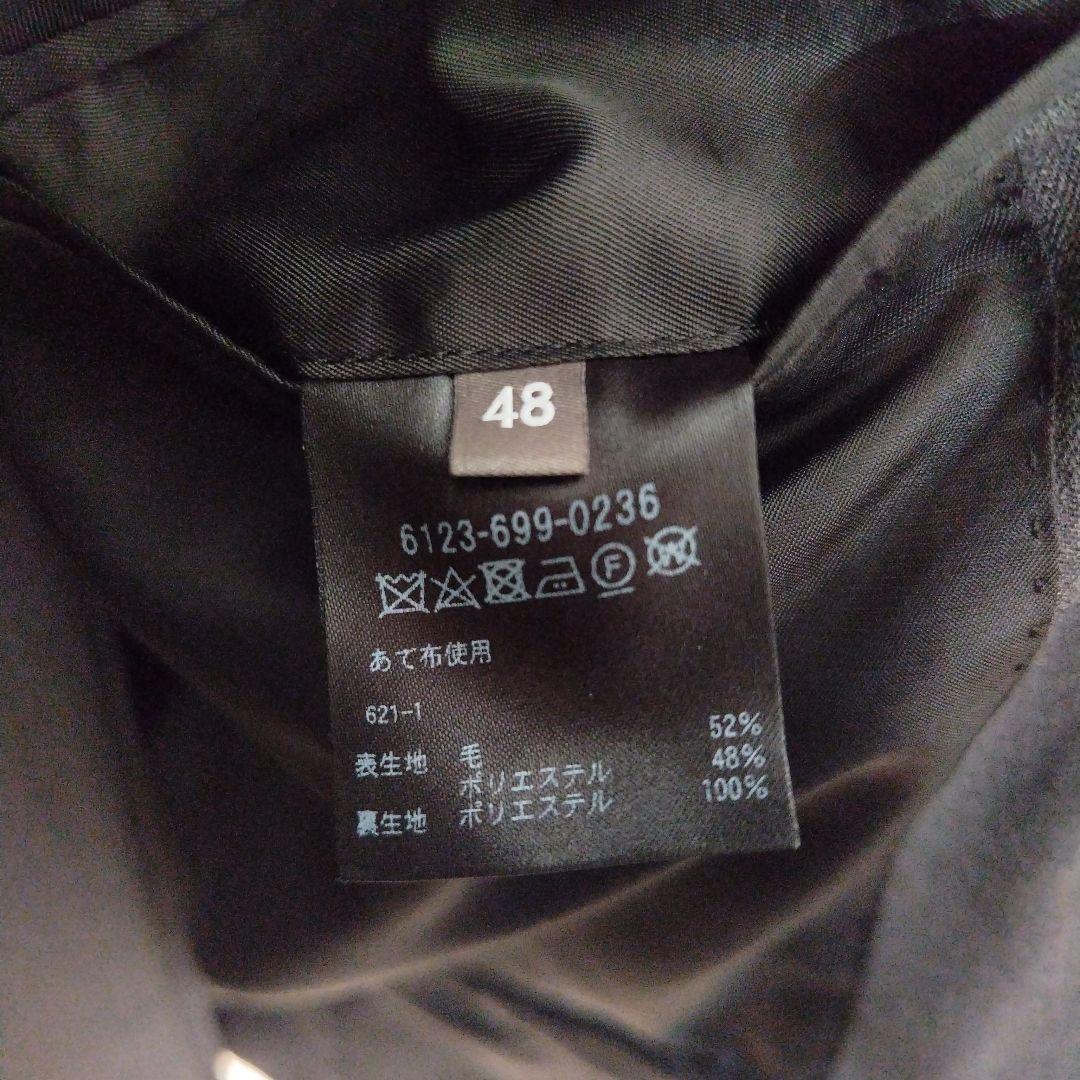 48
6123-699-0236
F W
あて布使用
621-1
表生地 毛 52%
ポリエステル 48%
裏生地 ポリエステル 100%